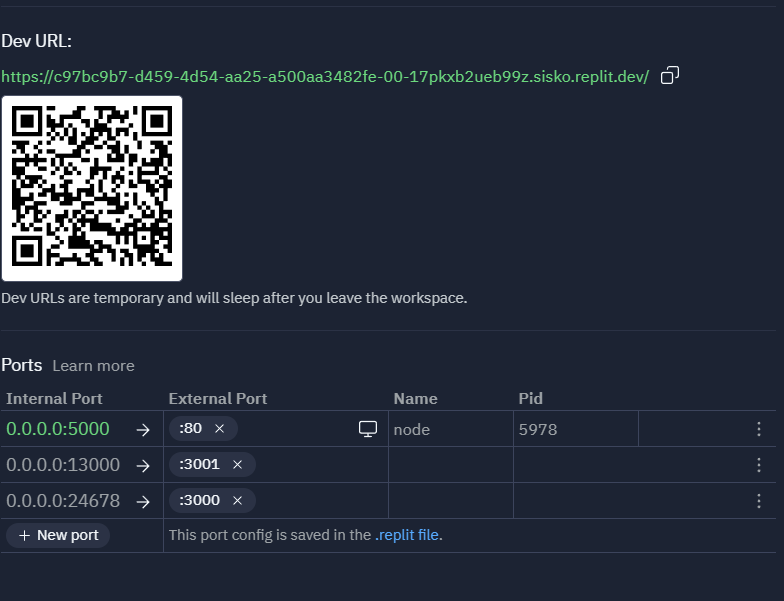 Dev URL:
https://c97bc9b7-d459-4d54-aa25-a500aa3482fe-00-17pkxb2ueb99z.sisko.replit.dev/
Dev URLs are temporary and will sleep after you leave the workspace.
Ports Learn more
Internal Port External Port Name Pid
0.0.0.0:5000 → :80 × node 5978
0.0.0.0:13000 → :3001 ×
0.0.0.0:24678 → :3000 ×
+ New port This port config is saved in the .replit file.